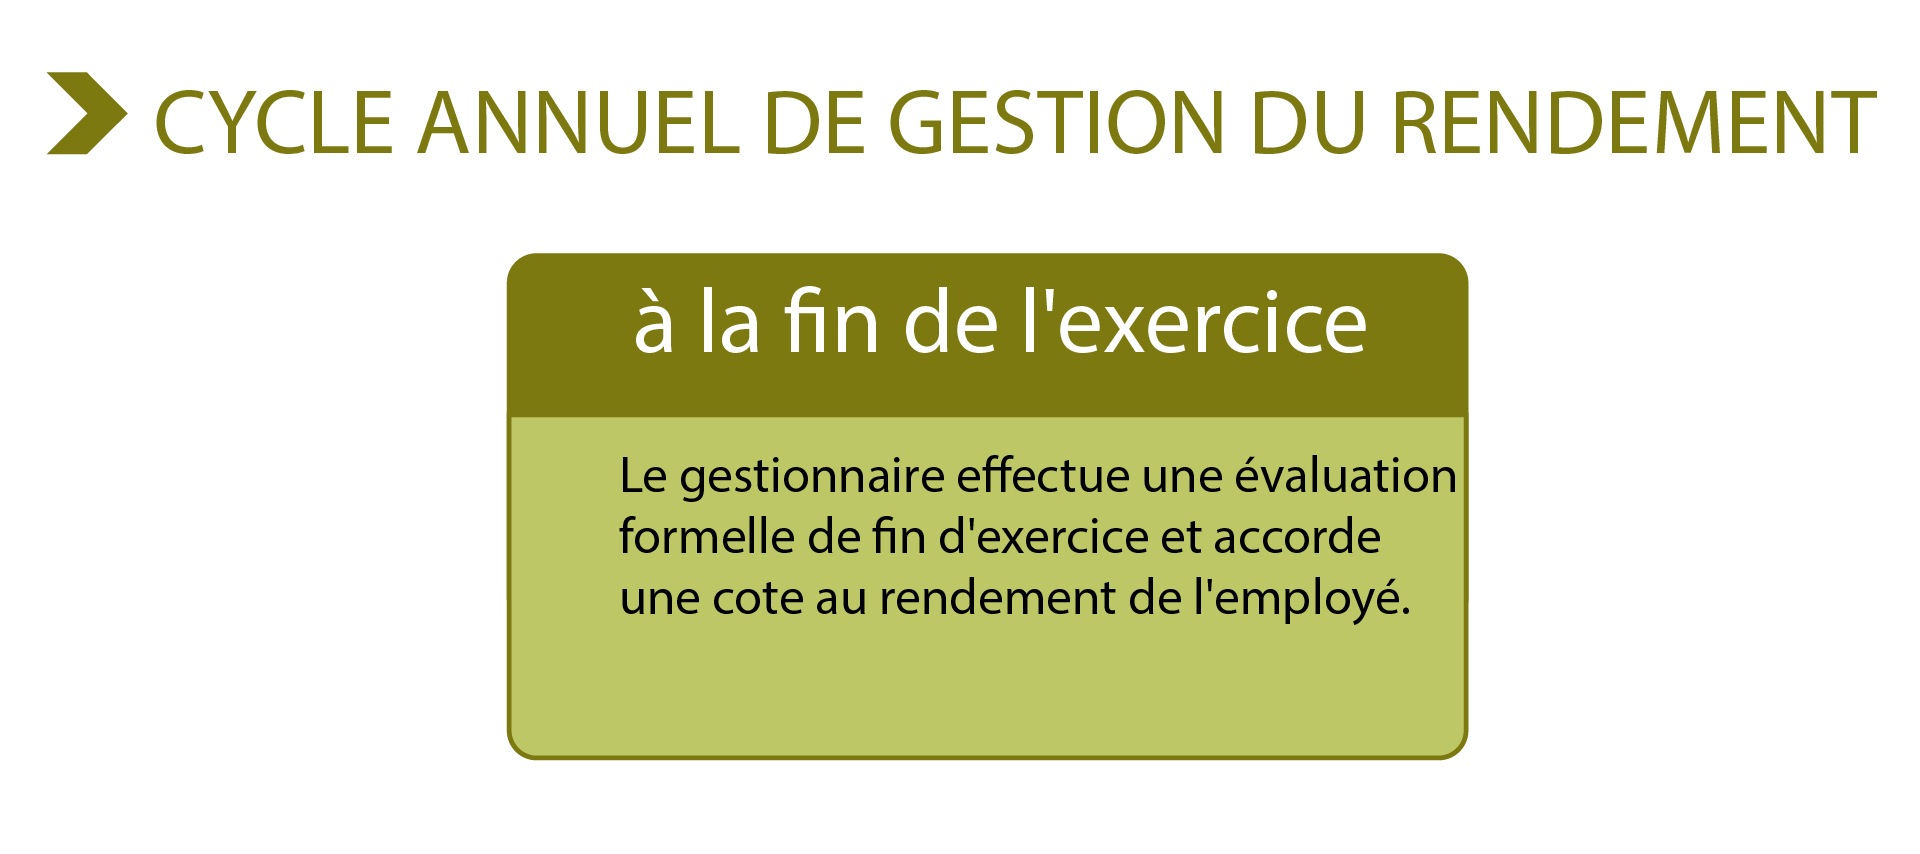 CYCLE ANNUEL DE GESTION DU RENDEMENT
à la fin de l'exercice
Le gestionnaire effectue une évaluation
formelle de fin d'exercice et accorde
une cote au rendement de l'employé.